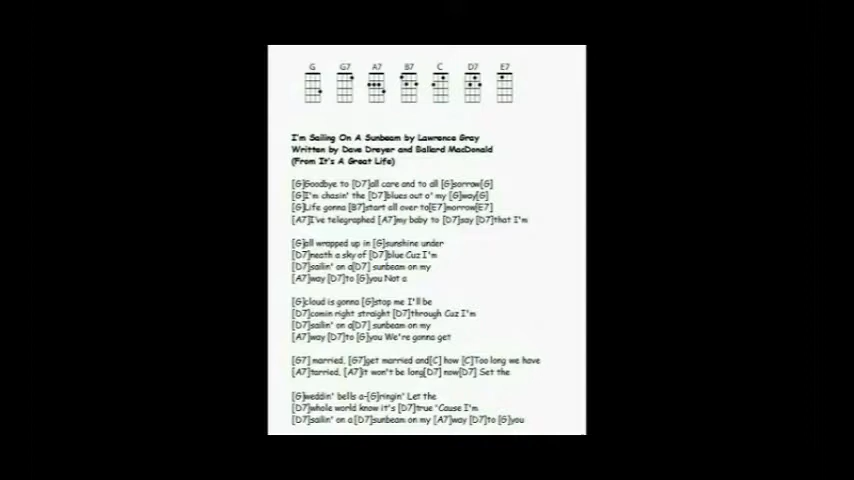 G G7 A7 B7 C D7 E7
I'm Sailing On A Sunbeam by Lawrence Gray
Written by Dave Dreyer and Ballard MacDonald
(From It's A Great Life)
[G]Goodbye to [D7]all care and to all [G]sorrow[G]
[G]I'm chasin' the [D7]blues out o' my [G]way[G]
[G]Life gonna [B7]start all over to[E7]morrow[E7]
[A7]I've telegraphed [A7]my baby to [D7]say [D7]that I'm
[G]all wrapped up in [G]sunshine under
[D7]neath a sky of [D7]blue Cuz I'm
[D7]sailin' on a[D7] sunbeam on my
[A7]way [D7]to [G]you Not a
[G]cloud is gonna [G]stop me I'll be
[D7]comin right straight [D7]through Cuz I'm
[D7]sailin' on a[D7] sunbeam on my
[A7]way [D7]to [G]you We're gonna get
[G7] married, [G7]get married and[C] how [C]Too long we have
[A7]tarried, [A7]it won't be long[D7] now[D7] Set the
[G]weddin' bells a-[G]ringin' Let the
[D7]whole world know it's [D7]true 'Cause I'm
[D7]sailin' on a [D7]sunbeam on my [A7]way [D7]to [G]you